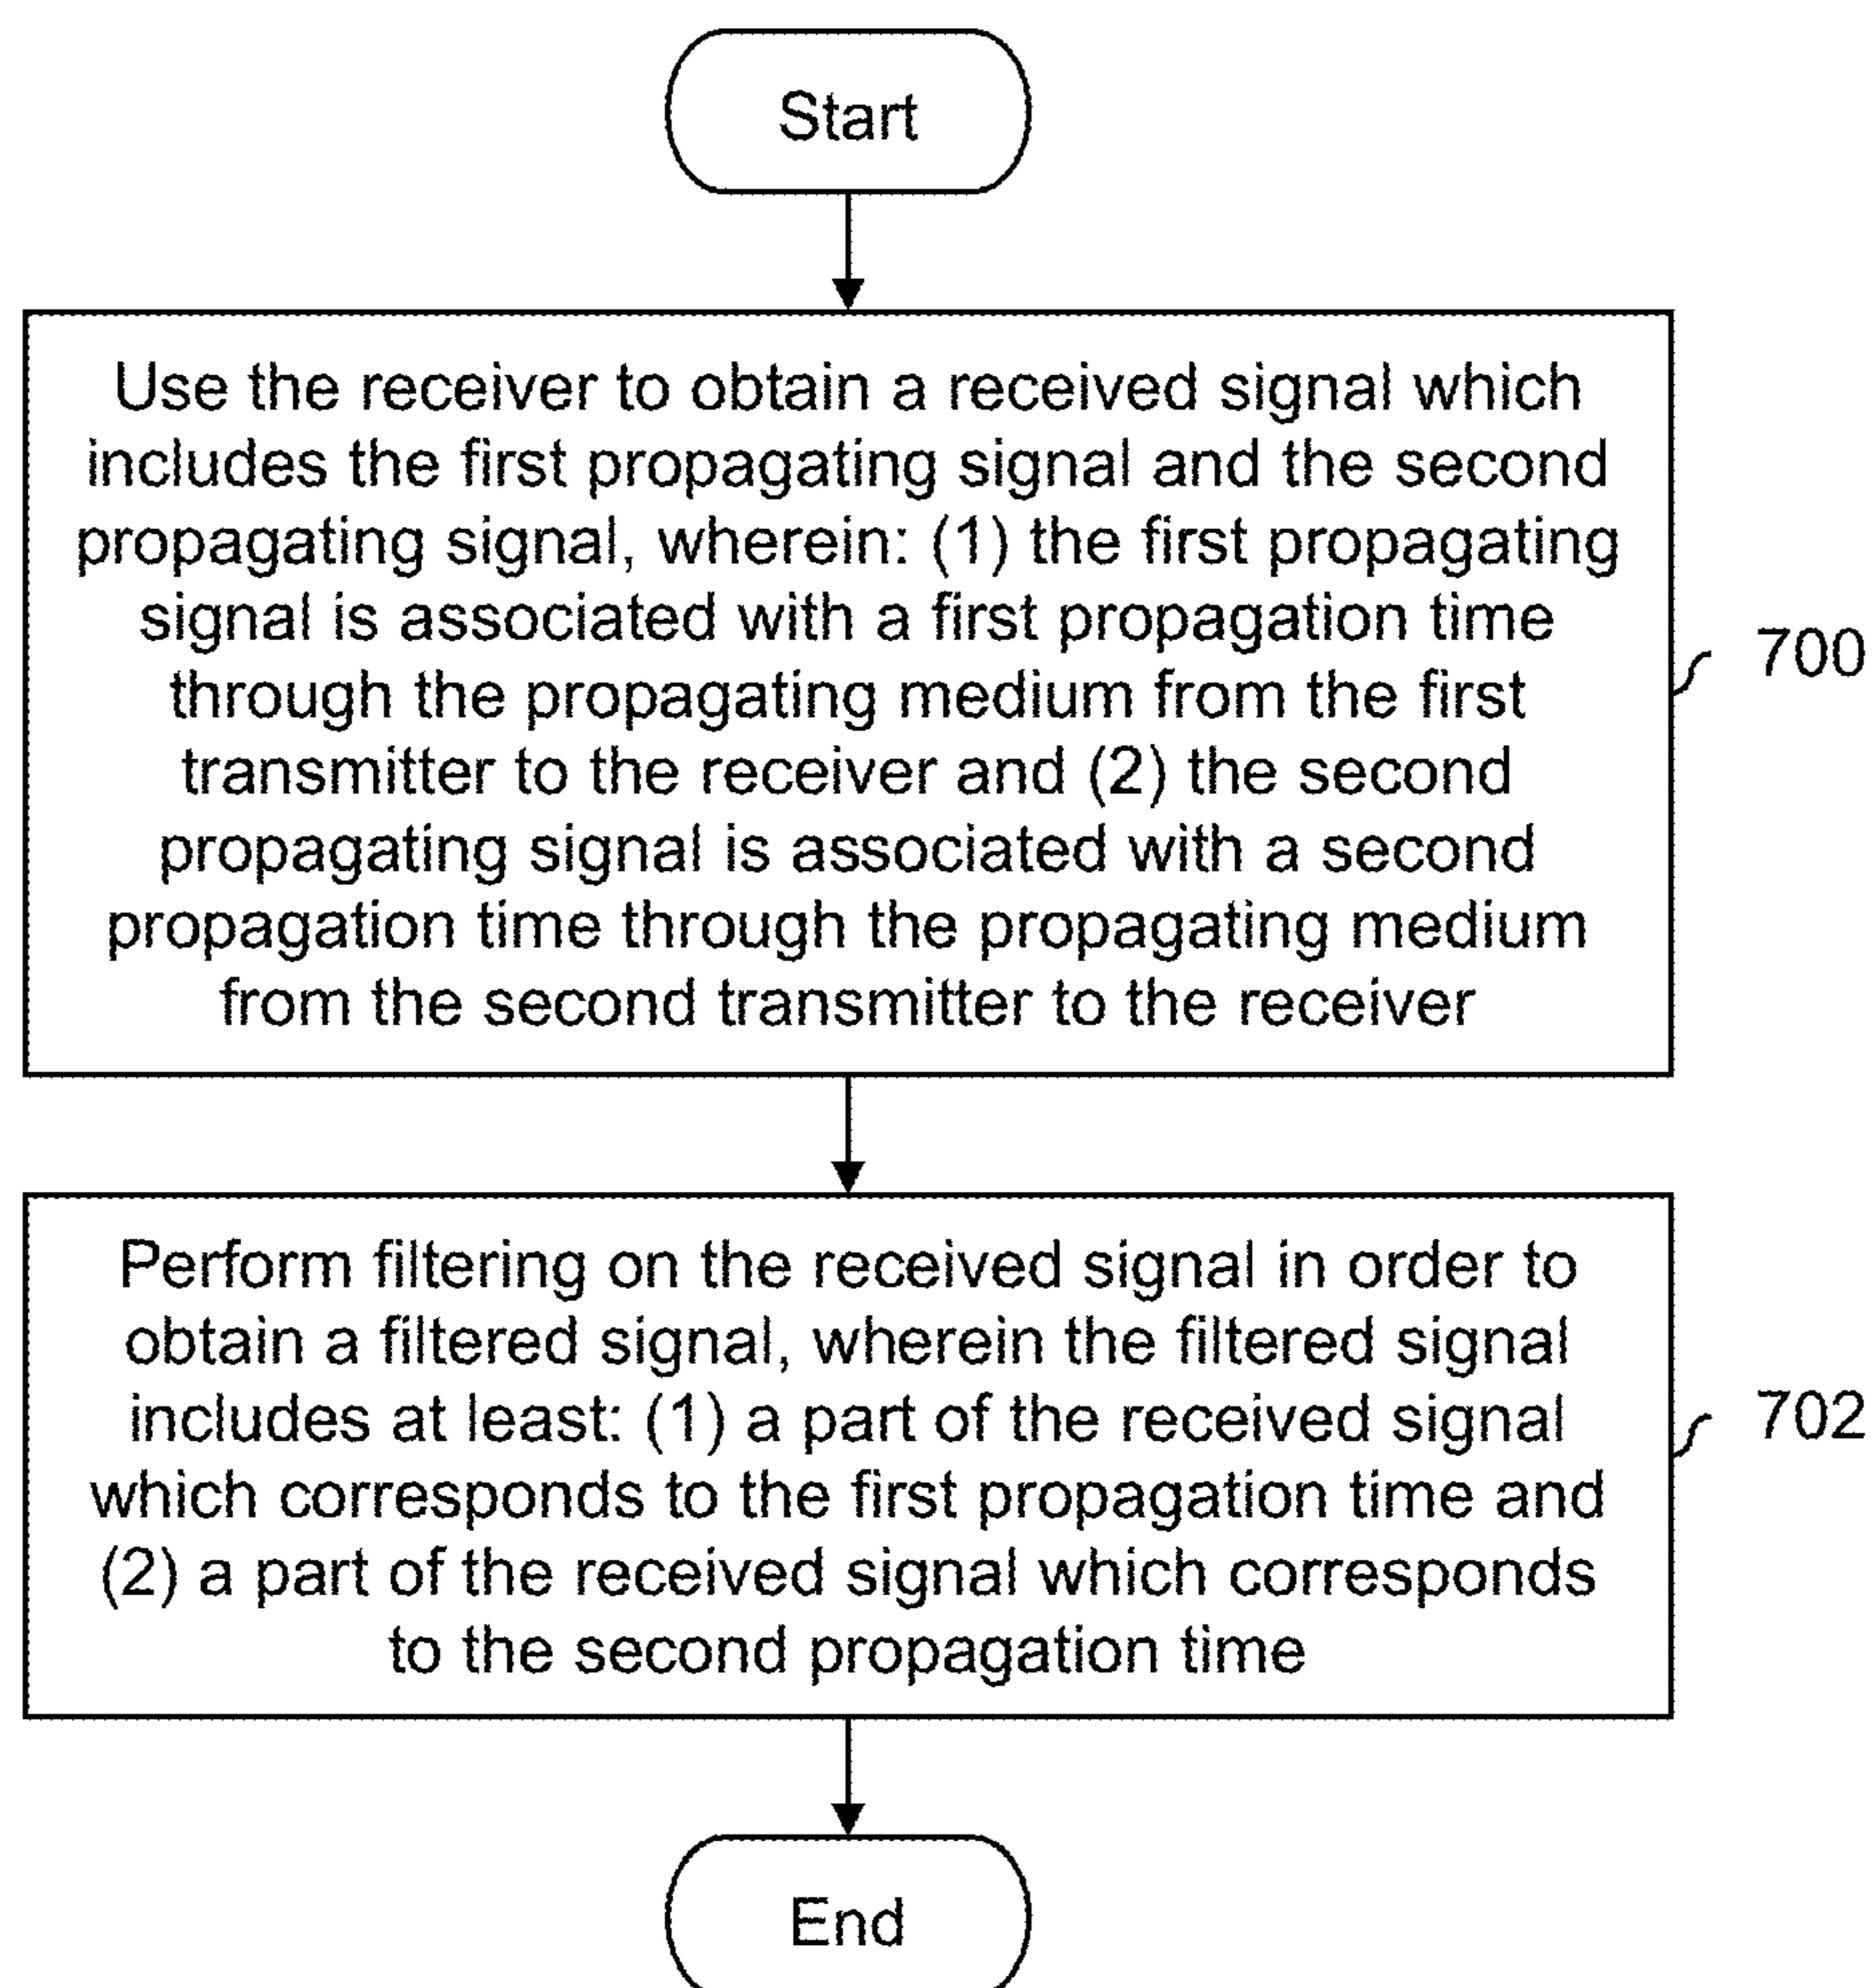 Start
Use the receiver to obtain a received signal which
includes the first propagating signal and the second
propagating signal, wherein: (1) the first propagating
signal is associated with a first propagation time
through the propagating medium from the first
transmitter to the receiver and (2) the second
propagating signal is associated with a second
propagation time through the propagating medium
from the second transmitter to the receiver
700
Perform filtering on the received signal in order to
obtain a filtered signal, wherein the filtered signal
includes at least: (1) a part of the received signal
which corresponds to the first propagation time and
(2) a part of the received signal which corresponds
to the second propagation time
702
End